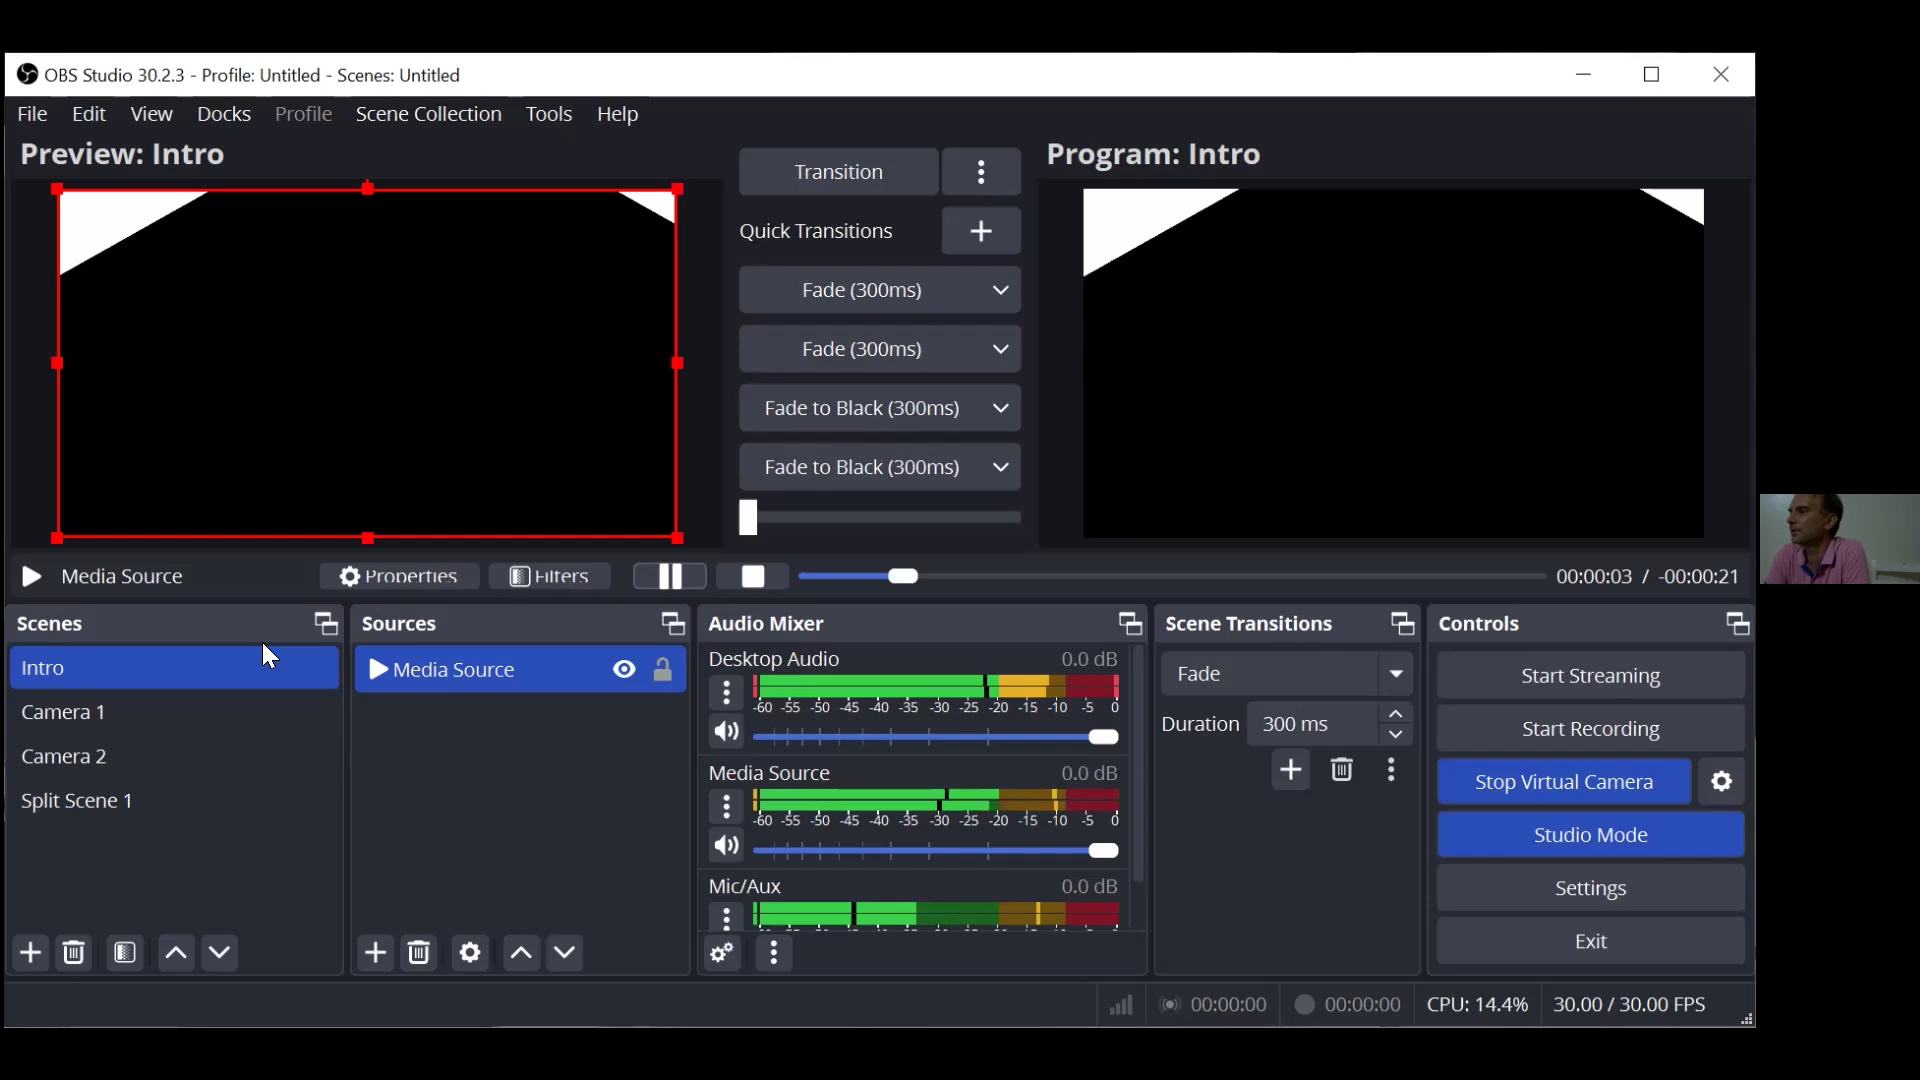 OBS Studio 30.2.3 - Profile: Untitled - Scenes: Untitled
File Edit View Docks Profile Scene Collection Tools Help
Preview: Intro
Transition
Quick Transitions
Fade (300ms)
Fade (300ms)
Fade to Black (300ms)
Fade to Black (300ms)
Program: Intro
Media Source Properties Filters 00:00:03 / -00:00:21
Scenes
Intro
Camera 1
Camera 2
Split Scene 1
Sources
Media Source
Audio Mixer
Desktop Audio 0.0 dB
-60 -55 -50 -45 -40 -35 -30 -25 -20 -15 -10 -5 0
Media Source 0.0 dB
-60 -55 -50 -45 -40 -35 -30 -25 -20 -15 -10 -5 0
Mic/Aux 0.0 dB
Scene Transitions
Fade
Duration 300 ms
Controls
Start Streaming
Start Recording
Stop Virtual Camera
Studio Mode
Settings
Exit
00:00:00 00:00:00 CPU: 14.4% 30.00 / 30.00 FPS